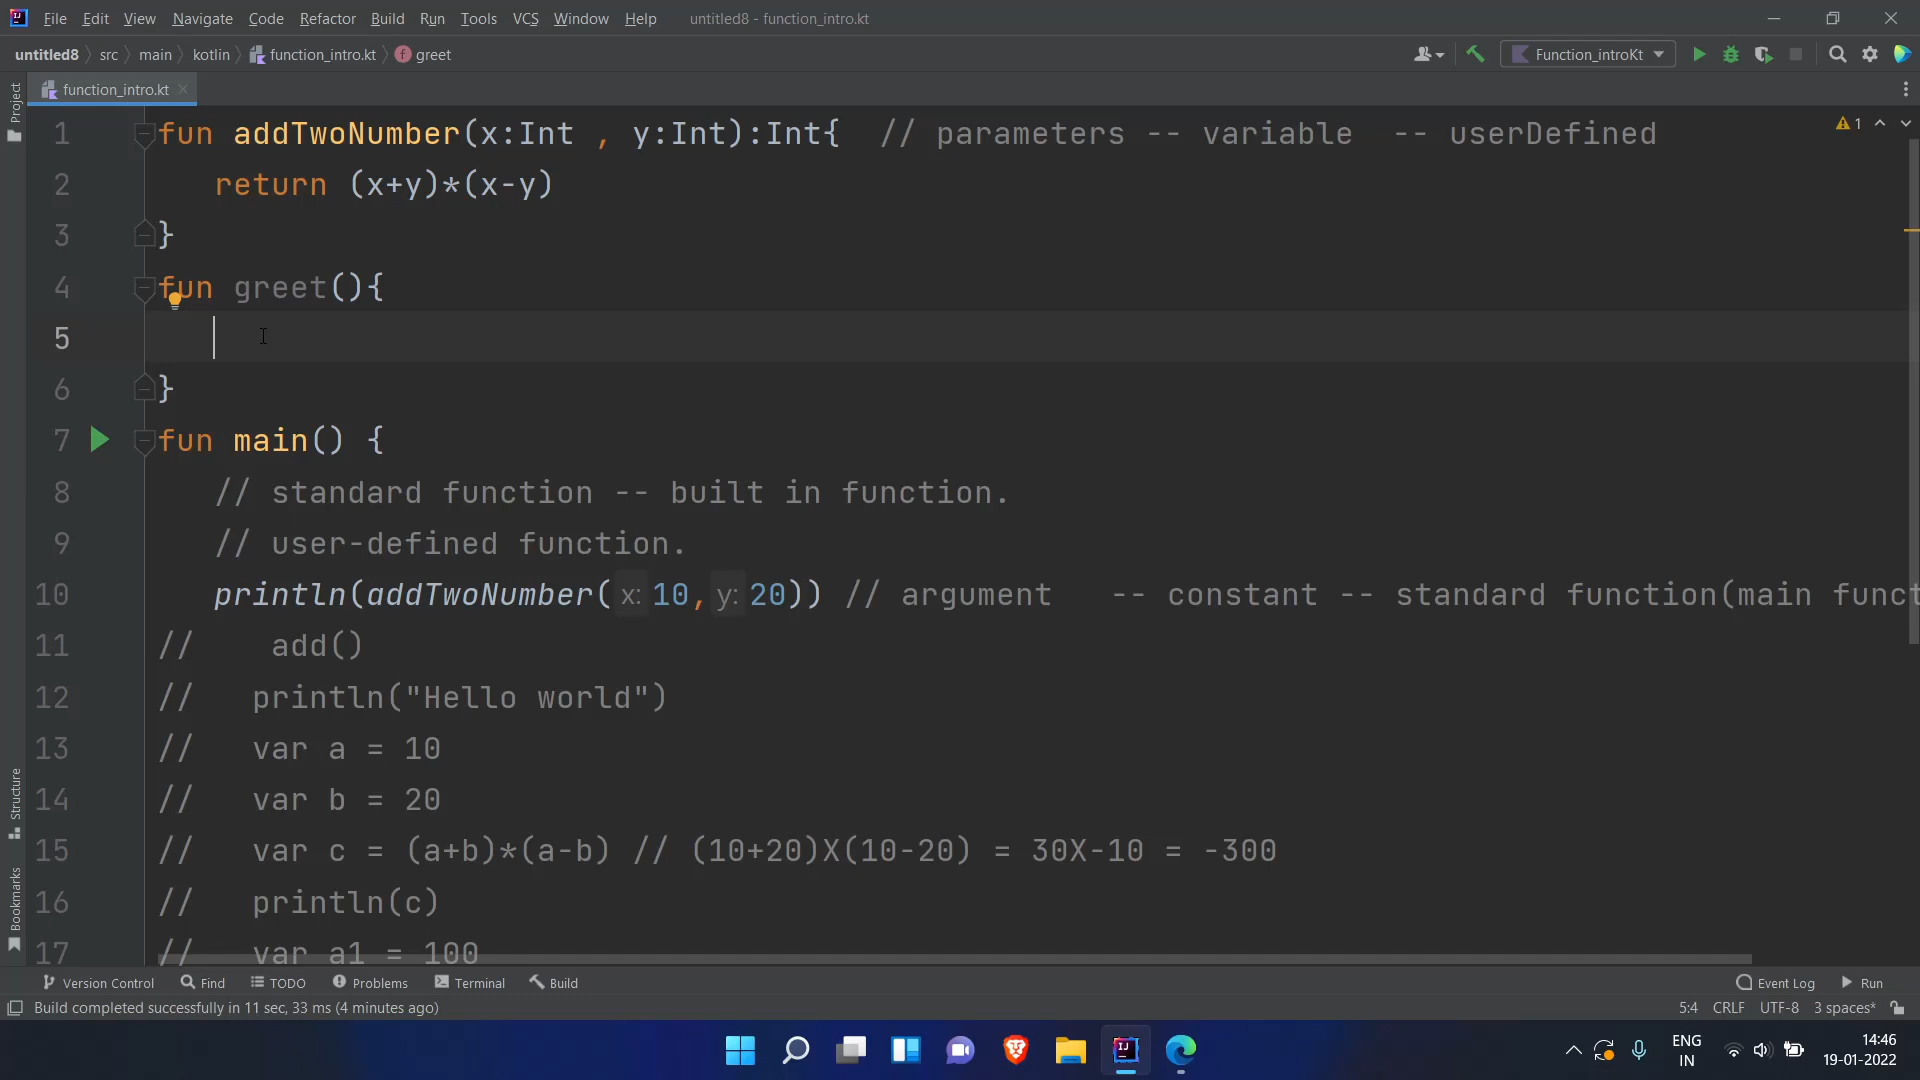 File Edit View Navigate Code Refactor Build Run Tools VCS Window Help untitled8 - function_intro.kt
untitled8 src main kotlin function_intro.kt greet Function_introKt
function_intro.kt
Project
1 fun addTwoNumber(x:Int , y:Int):Int{ // parameters -- variable -- userDefined
1
2 return (x+y)*(x-y)
3 }
4 fun greet(){
5
6 }
7 fun main() {
8 // standard function -- built in function.
9 // user-defined function.
10 println(addTwoNumber( x: 10, y: 20)) // argument -- constant -- standard function(main funct
11 // add()
12 // println("Hello world")
13 // var a = 10
14 // var b = 20
15 // var c = (a+b)*(a-b) // (10+20)X(10-20) = 30X-10 = -300
16 // println(c)
17 // var a1 = 100
Structure
Bookmarks
Version Control Find TODO Problems Terminal Build Event Log Run
Build completed successfully in 11 sec, 33 ms (4 minutes ago) 5:4 CRLF UTF-8 3 spaces*
ENG
IN
14:46
19-01-2022